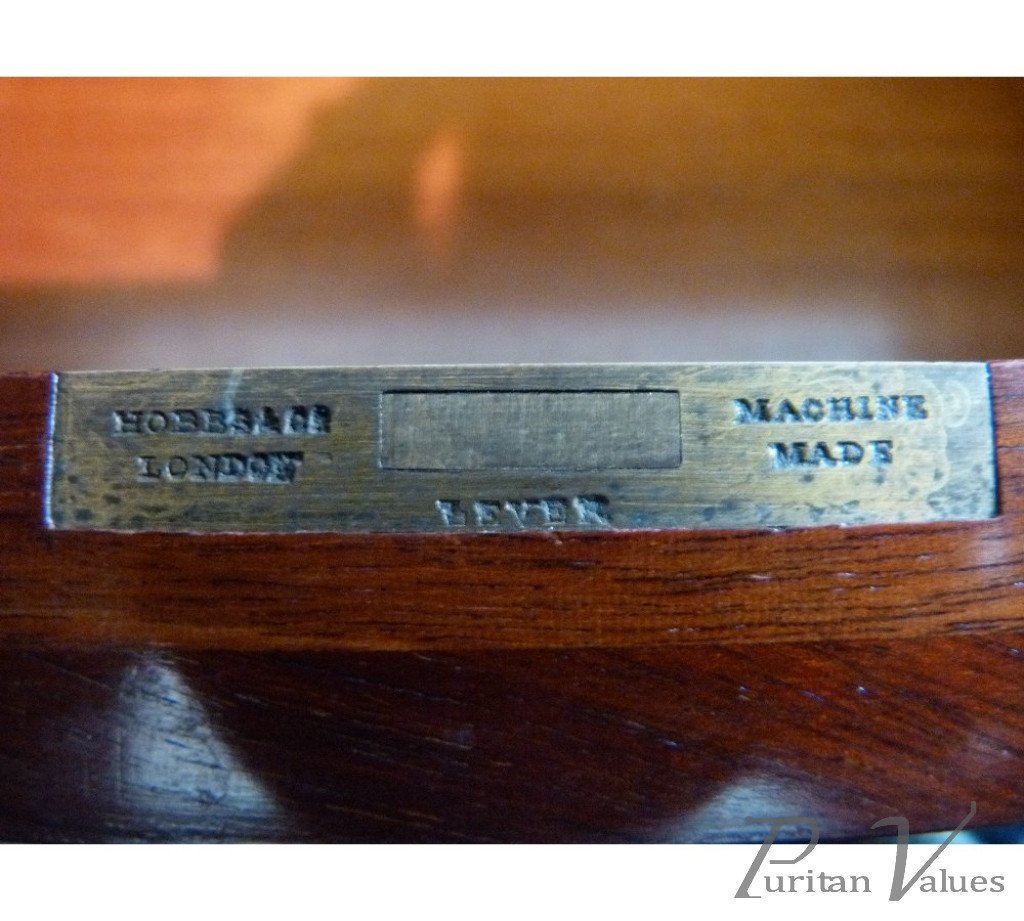 HOBBS & Co
LONDON
MACHINE
MADE
LEVER
Puritan Values